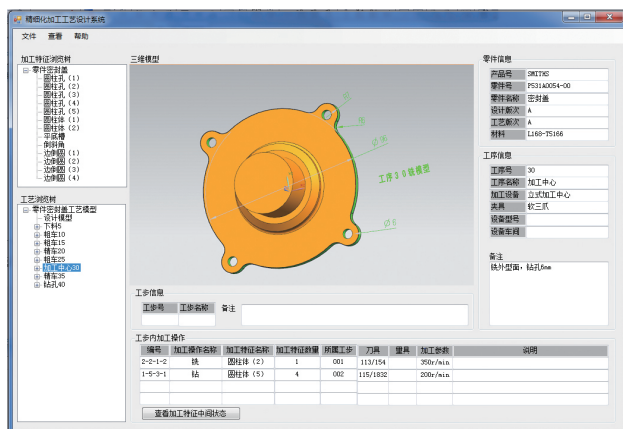 精细化加工工艺设计系统
文件 查看 帮助
加工特征浏览树
零件密封盖
圆柱孔 (1)
圆柱孔 (2)
圆柱孔 (3)
圆柱孔 (4)
圆柱孔 (5)
圆柱体 (1)
圆柱体 (2)
平底槽
倒斜角
边倒圆 (1)
边倒圆 (2)
边倒圆 (3)
边倒圆 (4)
工艺浏览树
零件密封盖工艺模型
设计模型
下料5
粗车10
粗车15
精车20
粗车25
加工中心30
精车35
钻孔40
三维模型
Ø96
工序30链模型
Ø6
工步信息
工步号 工步名称 备注
工步内加工操作
编号 加工操作名称 加工特征名称 加工特征数量 所属工步 刀具 量具 加工参数 说明
2-2-1-2 铣 圆柱体 (2) 1 001 113/154 350r/min
1-5-3-1 钻 圆柱体 (5) 4 002 115/1832 200r/min
查看加工特征中间状态
零件信息
产品号 SMITHS
零件号 P531A0054-00
零件名称 密封盖
设计版次 A
工艺版次 A
材料 L168-T5166
工序信息
工序号 30
工序名称 加工中心
加工设备 立式加工中心
夹具 软三爪
设备型号
设备车间
备注
铣外型面，钻孔6mm